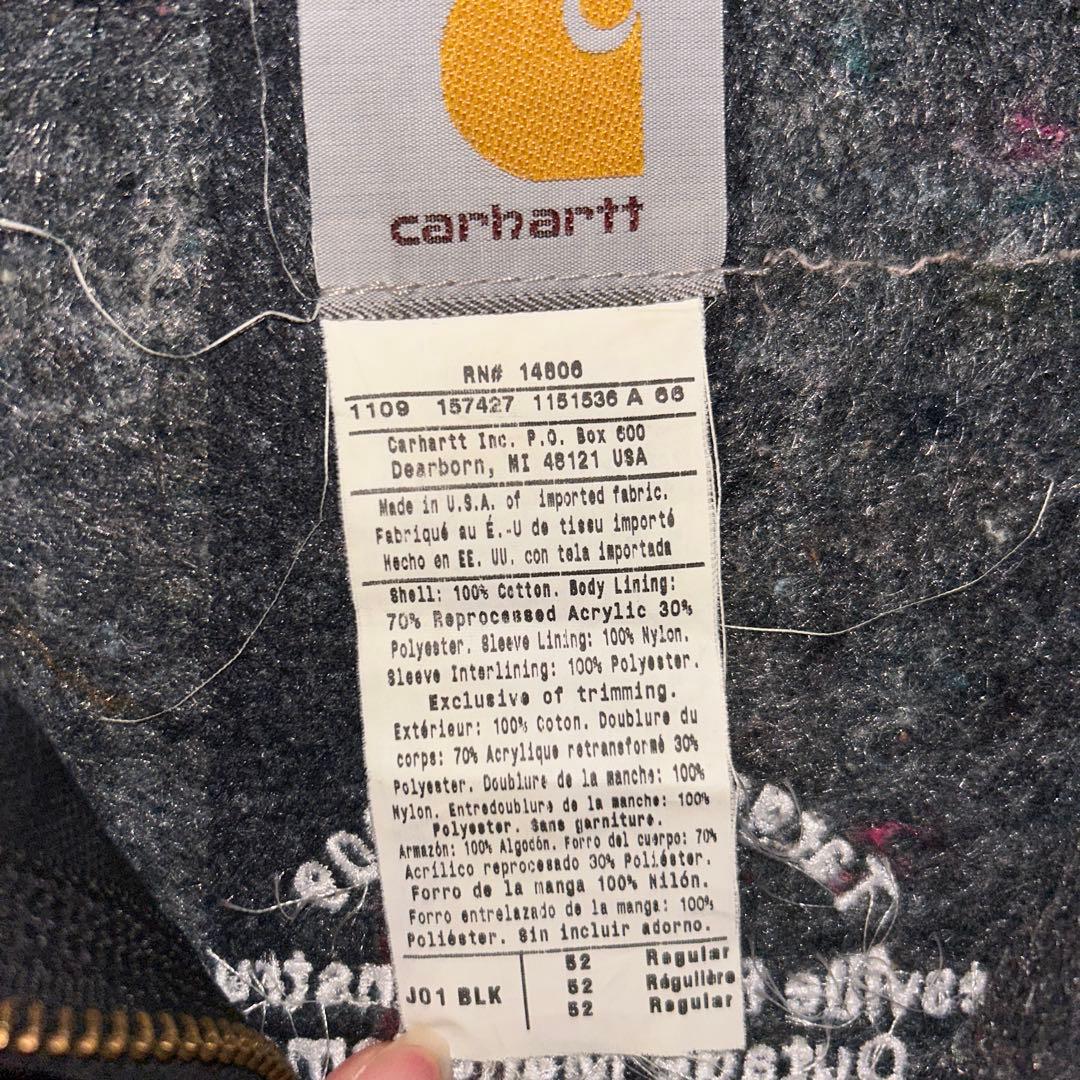 carhartt
RN# 14806
1109 157427 1151536 A 66
Carhartt Inc. P.O. Box 600
Dearborn, MI 48121 USA
Made in U.S.A. of imported fabric.
Fabriqué au É.-U de tissu importé
Hecho en EE. UU. con tela importada
Shell: 100% Cotton. Body Lining:
70% Reprocessed Acrylic 30%
Polyester. Sleeve Lining: 100% Nylon.
Sleeve Interlining: 100% Polyester.
Exclusive of trimming.
Extérieur: 100% Coton. Doublure du
corps: 70% Acrylique retransformé 30%
Polyester. Doublure de la manche: 100%
Nylon. Entredoublure de la manche: 100%
Polyester. Sans garniture.
Armazón: 100% Algodón. Forro del cuerpo: 70%
Acrílico reprocesado 30% Poliéster.
Forro de la manga 100% Nilón.
Forro entrelazado de la manga: 100%
Poliéster. Sin incluir adorno.
J01 BLK
52 Regular
52 Régulière
52 Regular